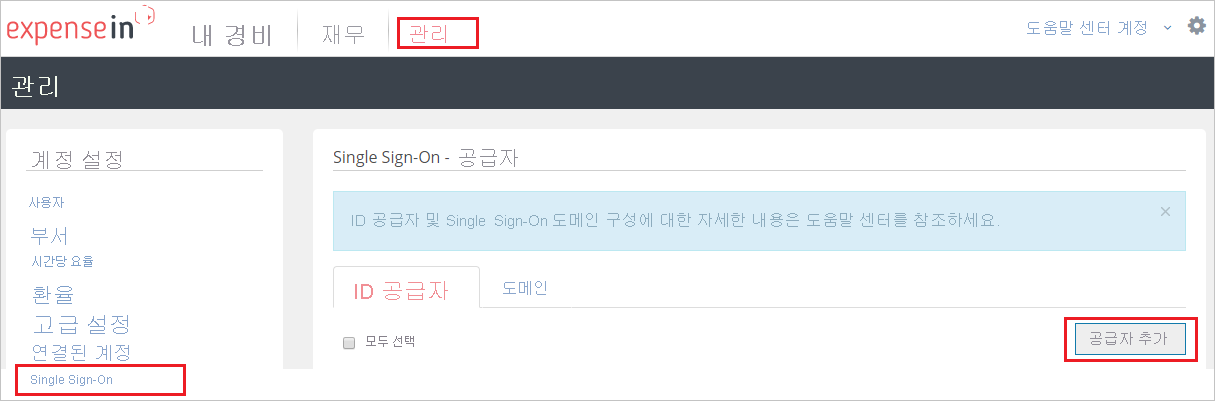 expensein 내 경비 재무 관리 도움말 센터 계정
관리
계정 설정
사용자
부서
시간당 요율
환율
고급 설정
연결된 계정
Single Sign-On
Single Sign-On - 공급자
ID 공급자 및 Single Sign-On 도메인 구성에 대한 자세한 내용은 도움말 센터를 참조하세요.
ID 공급자 도메인
모두 선택 공급자 추가